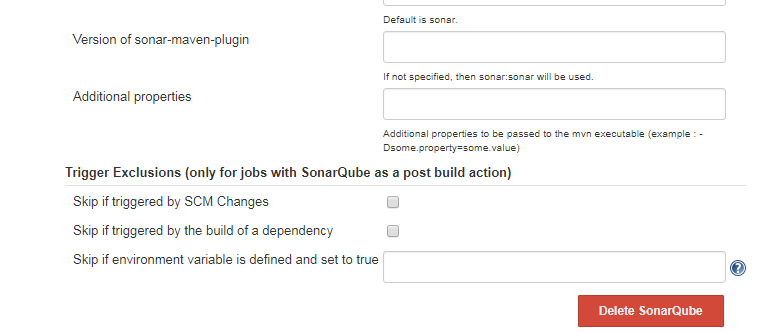 Default is sonar.
Version of sonar-maven-plugin
If not specified, then sonar:sonar will be used.
Additional properties
Additional properties to be passed to the mvn executable (example : -
Dsome.property=some.value)
Trigger Exclusions (only for jobs with SonarQube as a post build action)
Skip if triggered by SCM Changes
Skip if triggered by the build of a dependency
Skip if environment variable is defined and set to true
?
Delete SonarQube